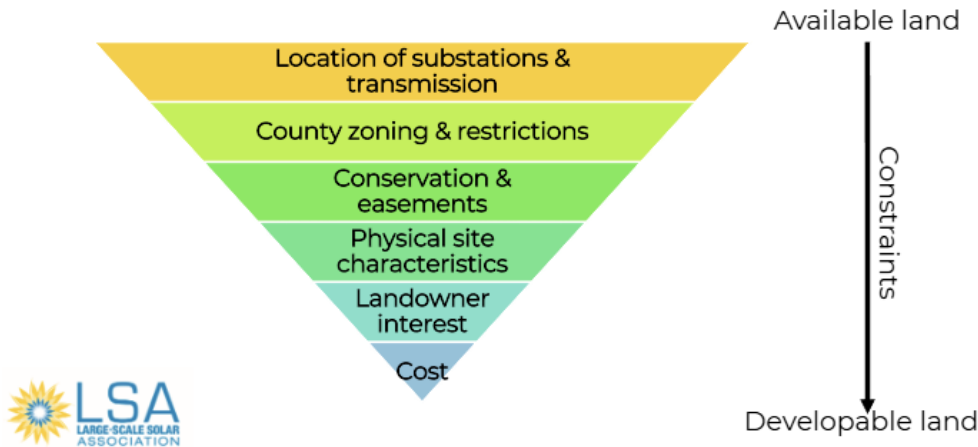 Available land
Location of substations &
transmission
County zoning & restrictions
Conservation &
easements
Physical site
characteristics
Landowner
interest
Cost
Constraints
Developable land
LSA
LARGE-SCALE SOLAR
ASSOCIATION